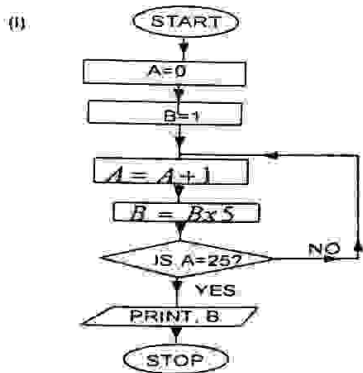 (i)
START
A=0
B=1
A = A+1
B = Bx5
IS A=25?
NO
YES
PRINT, B
STOP